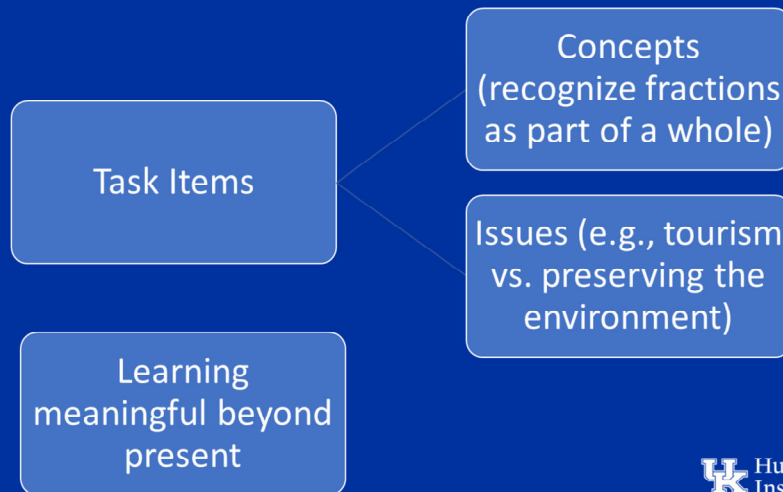 Concepts
(recognize fractions
as part of a whole)
Task Items
Issues (e.g., tourism
vs. preserving the
environment)
Learning
meaningful beyond
present
UK